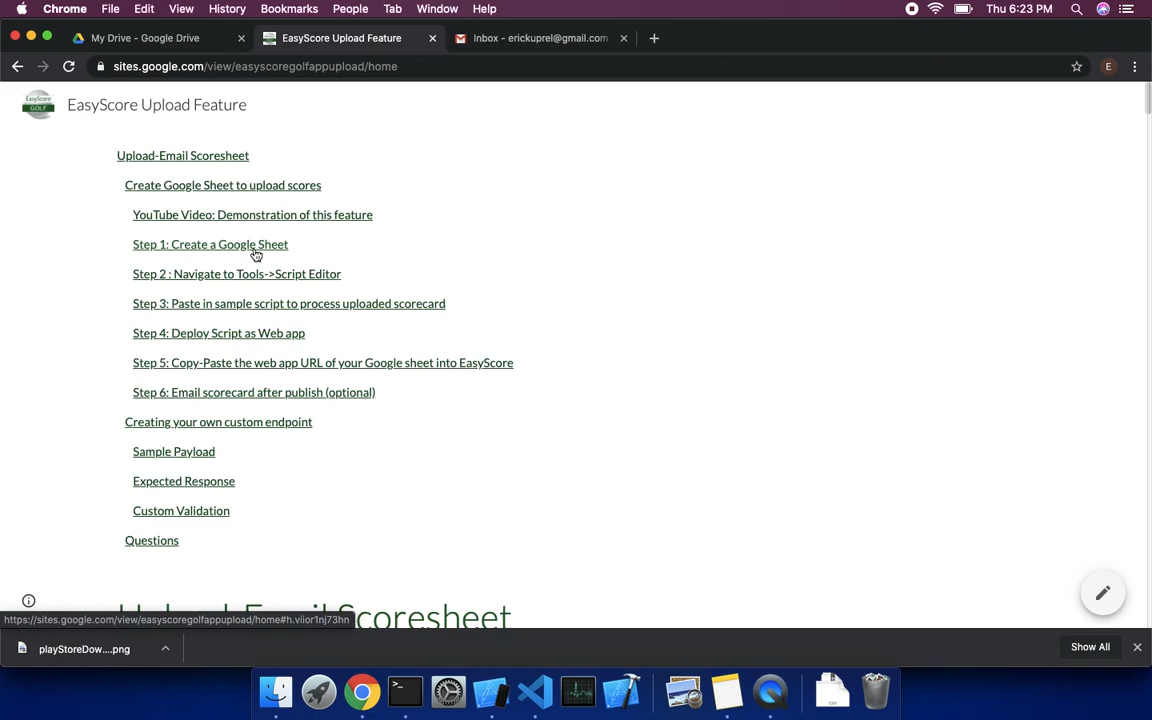 Chrome File Edit View History Bookmarks People Tab Window Help Thu 6:23 PM
My Drive - Google Drive EasyScore Upload Feature Inbox - erickuprel@gmail.com
sites.google.com/view/easyscoregolfappupload/home E
EasyScore GOLF EasyScore Upload Feature
Upload-Email Scoresheet
Create Google Sheet to upload scores
YouTube Video: Demonstration of this feature
Step 1: Create a Google Sheet
Step 2 : Navigate to Tools->Script Editor
Step 3: Paste in sample script to process uploaded scorecard
Step 4: Deploy Script as Web app
Step 5: Copy-Paste the web app URL of your Google sheet into EasyScore
Step 6: Email scorecard after publish (optional)
Creating your own custom endpoint
Sample Payload
Expected Response
Custom Validation
Questions
Upload-Email Scoresheet
https://sites.google.com/view/easyscoregolfappupload/home#h.viior1nj73hn
playStoreDow....png Show All